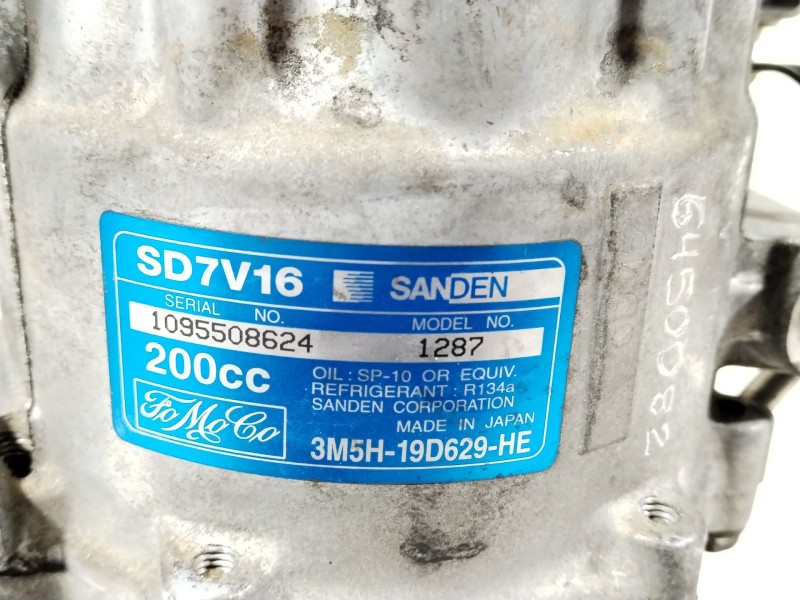 SD7V16 SANDEN
SERIAL NO. MODEL NO.
1095508624 1287
200cc OIL : SP-10 OR EQUIV.
REFRIGERANT : R134a
SANDEN CORPORATION
MADE IN JAPAN
FoMoCo 3M5H-19D629-HE
6450082